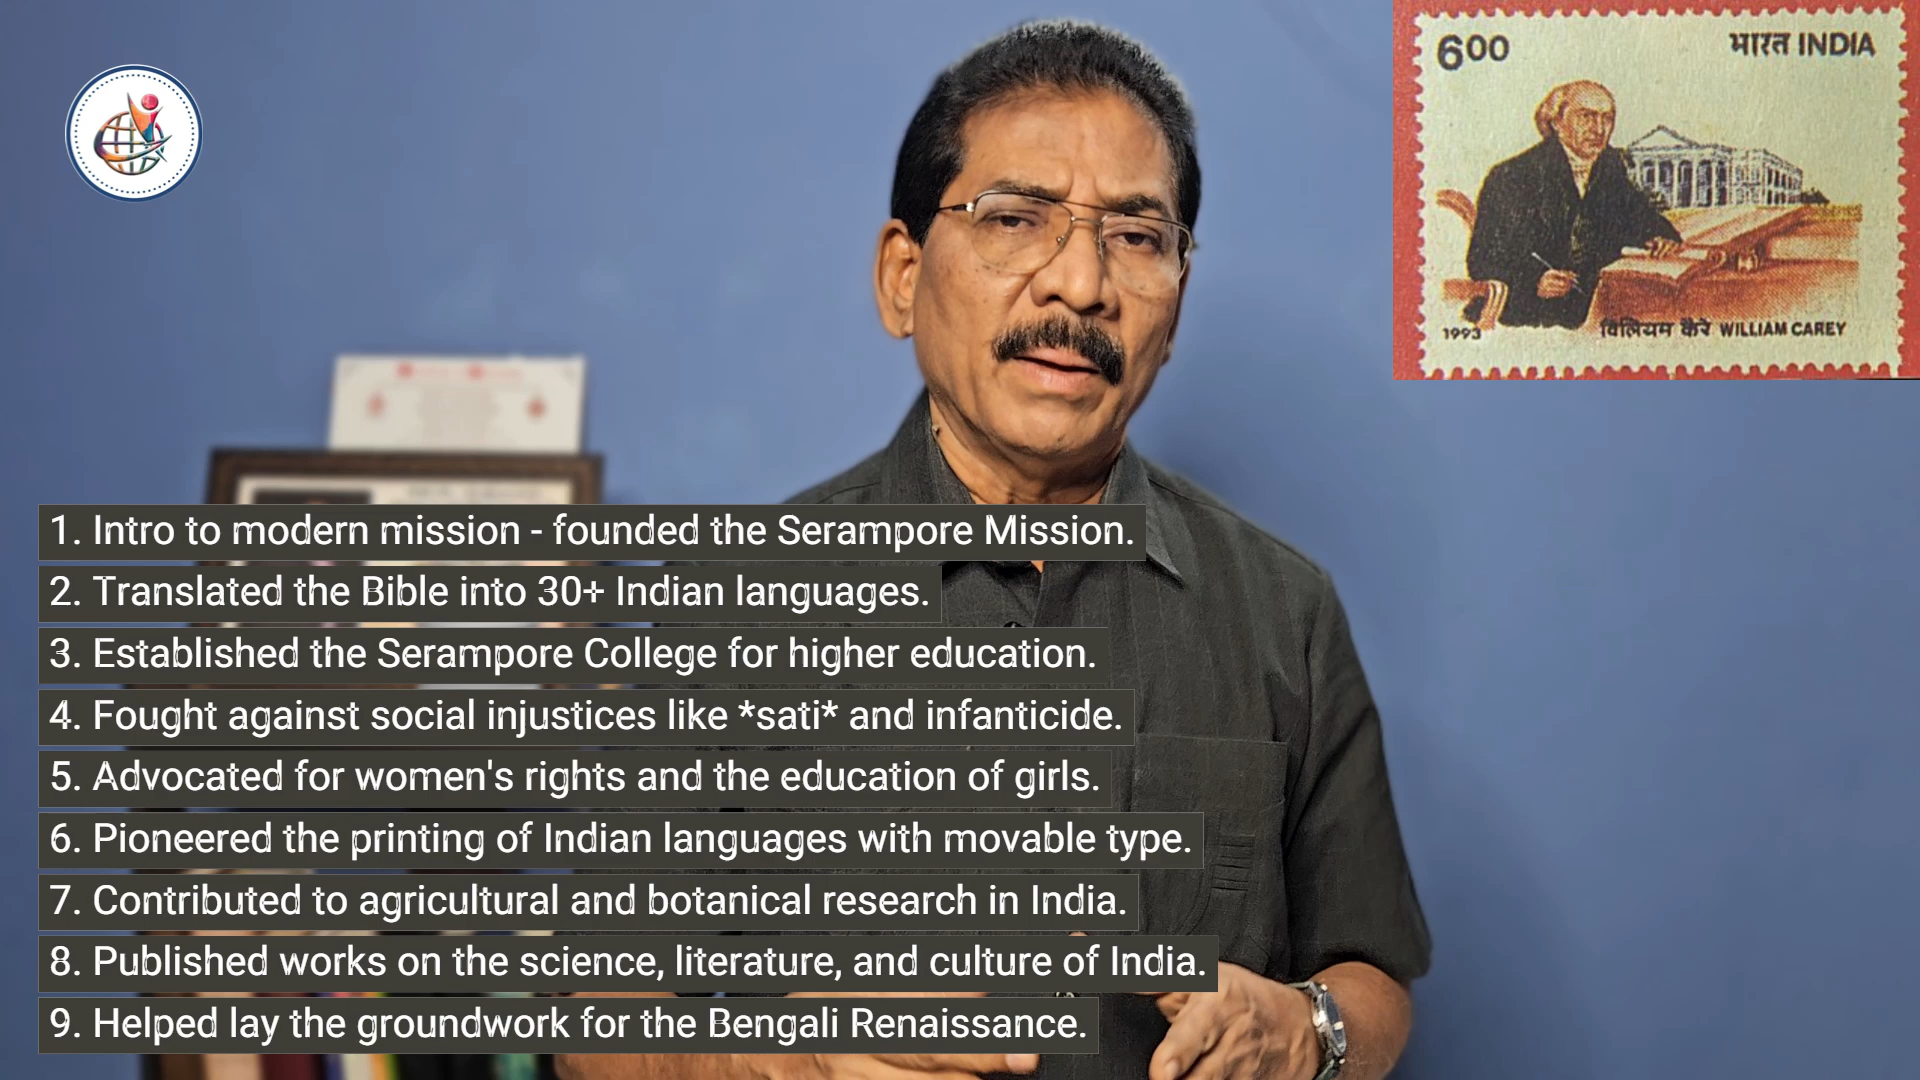 600
भारत INDIA
1993
विलियम कैरे WILLIAM CAREY
1. Intro to modern mission - founded the Serampore Mission.
2. Translated the Bible into 30+ Indian languages.
3. Established the Serampore College for higher education.
4. Fought against social injustices like *sati* and infanticide.
5. Advocated for women's rights and the education of girls.
6. Pioneered the printing of Indian languages with movable type.
7. Contributed to agricultural and botanical research in India.
8. Published works on the science, literature, and culture of India.
9. Helped lay the groundwork for the Bengali Renaissance.